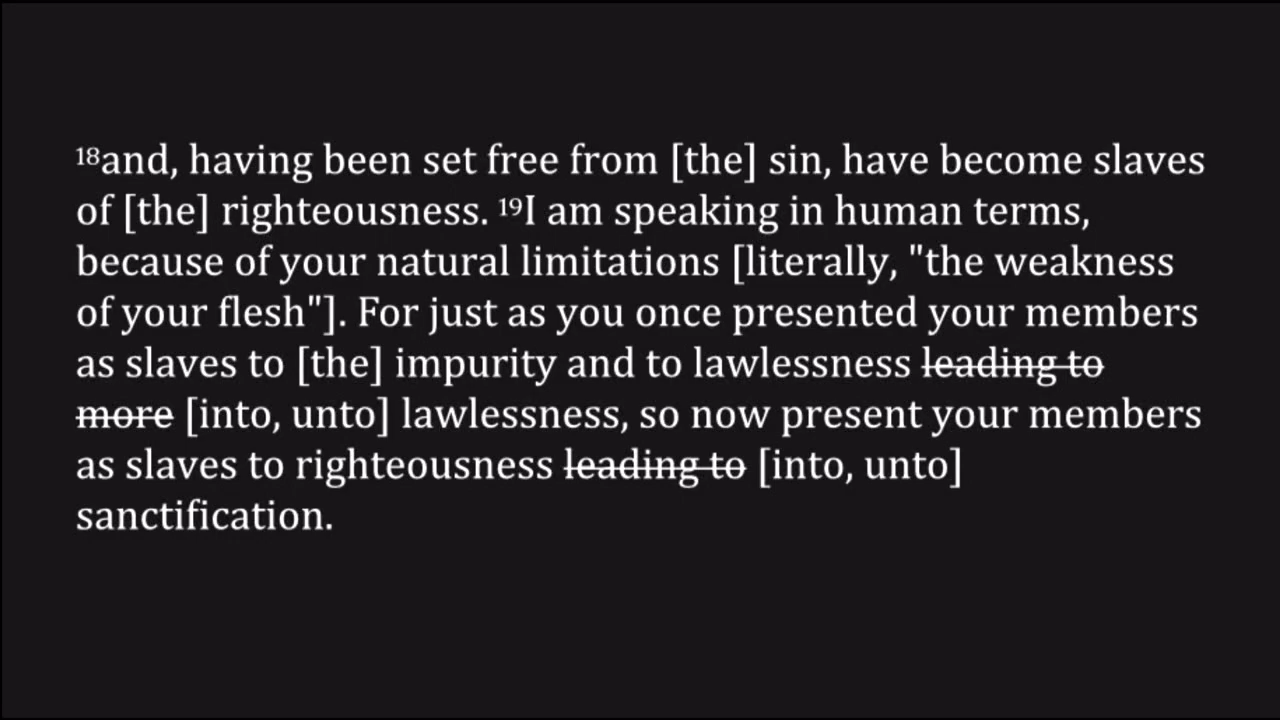 18and, having been set free from [the] sin, have become slaves
of [the] righteousness. 19I am speaking in human terms,
because of your natural limitations [literally, "the weakness
of your flesh"]. For just as you once presented your members
as slaves to [the] impurity and to lawlessness leading to
more [into, unto] lawlessness, so now present your members
as slaves to righteousness leading to [into, unto]
sanctification.